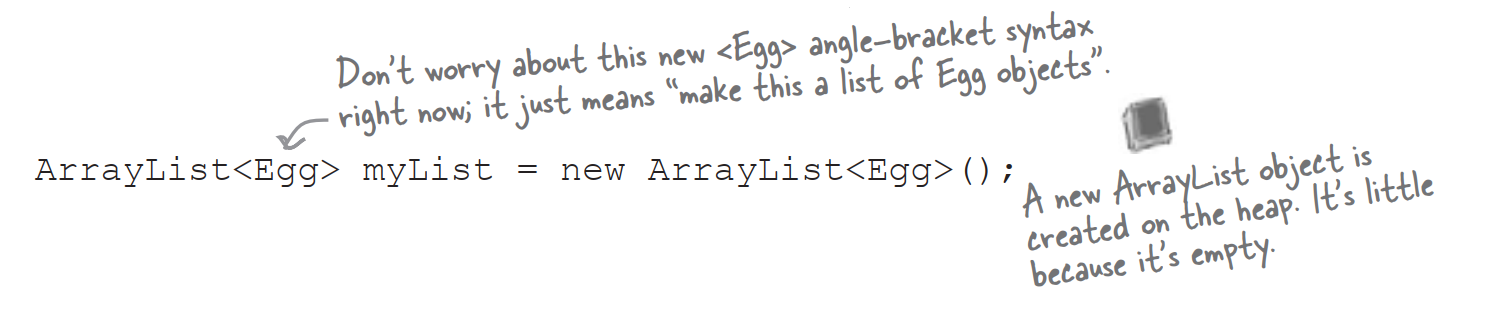 Don't worry about this new <Egg> angle-bracket syntax
right now; it just means “make this a list of Egg objects”.
ArrayList<Egg> myList = new ArrayList<Egg>();
A new ArrayList object is
created on the heap. It's little
because it's empty.